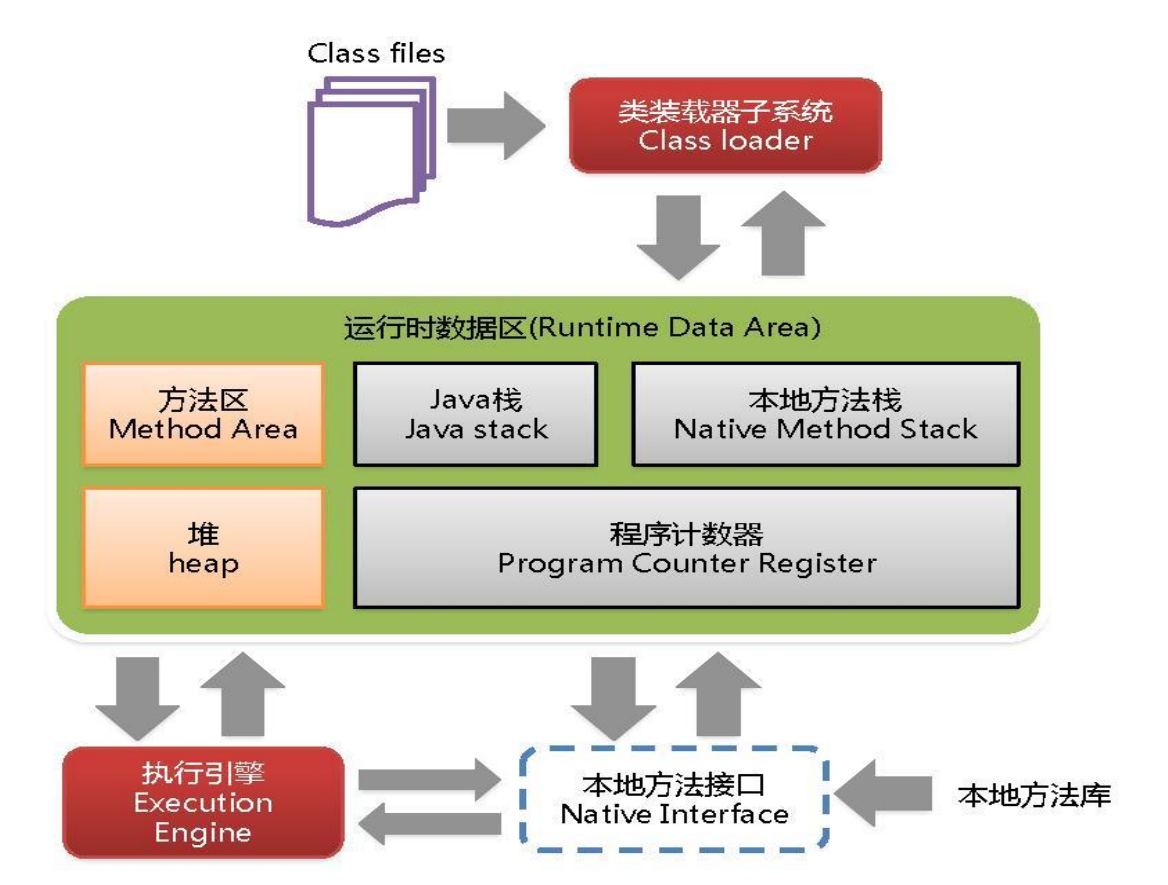 Class files
类装载器子系统
Class loader
运行时数据区(Runtime Data Area)
方法区
Method Area
Java栈
Java stack
本地方法栈
Native Method Stack
堆
heap
程序计数器
Program Counter Register
执行引擎
Execution
Engine
本地方法接口
Native Interface
本地方法库